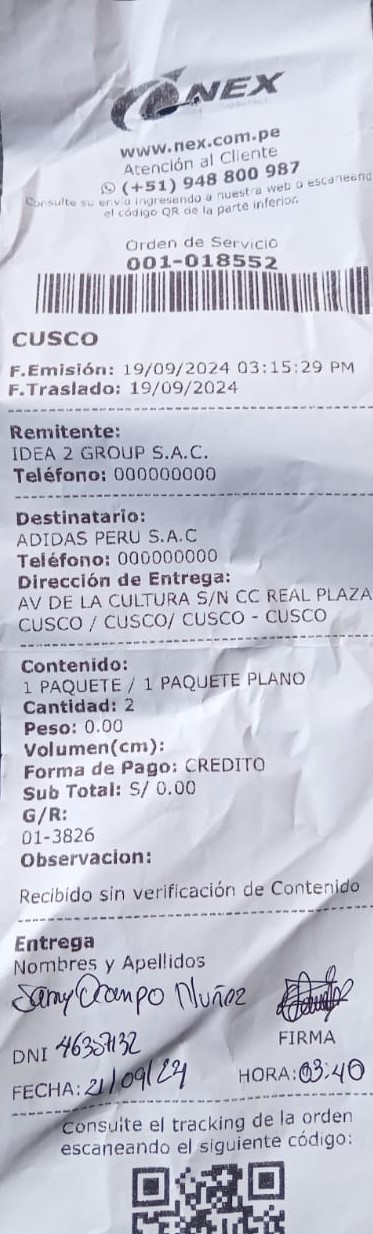 NEX
www.nex.com.pe
Atención al Cliente
(+51) 948 800 987
Consulte su envío ingresando a nuestra web o escaneando
el código QR de la parte inferior.
Orden de Servicio
001-018552
CUSCO
F.Emisión: 19/09/2024 03:15:29 PM
F.Traslado: 19/09/2024
Remitente:
IDEA 2 GROUP S.A.C.
Teléfono: 000000000
Destinatario:
ADIDAS PERU S.A.C
Teléfono: 000000000
Dirección de Entrega:
AV DE LA CULTURA S/N CC REAL PLAZA
CUSCO / CUSCO/ CUSCO - CUSCO
Contenido:
1 PAQUETE / 1 PAQUETE PLANO
Cantidad: 2
Peso: 0.00
Volumen(cm):
Forma de Pago: CREDITO
Sub Total: S/ 0.00
G/R:
01-3826
Observacion:
Recibido sin verificación de Contenido
Entrega
Nombres y Apellidos
Samy Ocampo Nuñez
FIRMA
DNI 46357132
FECHA: 21/09/24 HORA: 03:40
Consulte el tracking de la orden
escaneando el siguiente código: